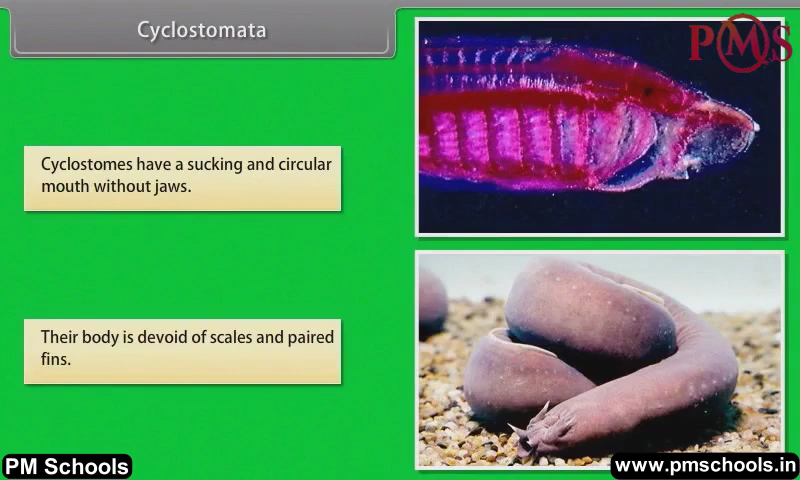 Cyclostomata
PMS
Cyclostomes have a sucking and circular
mouth without jaws.
Their body is devoid of scales and paired
fins.
PM Schools
www.pmschools.in